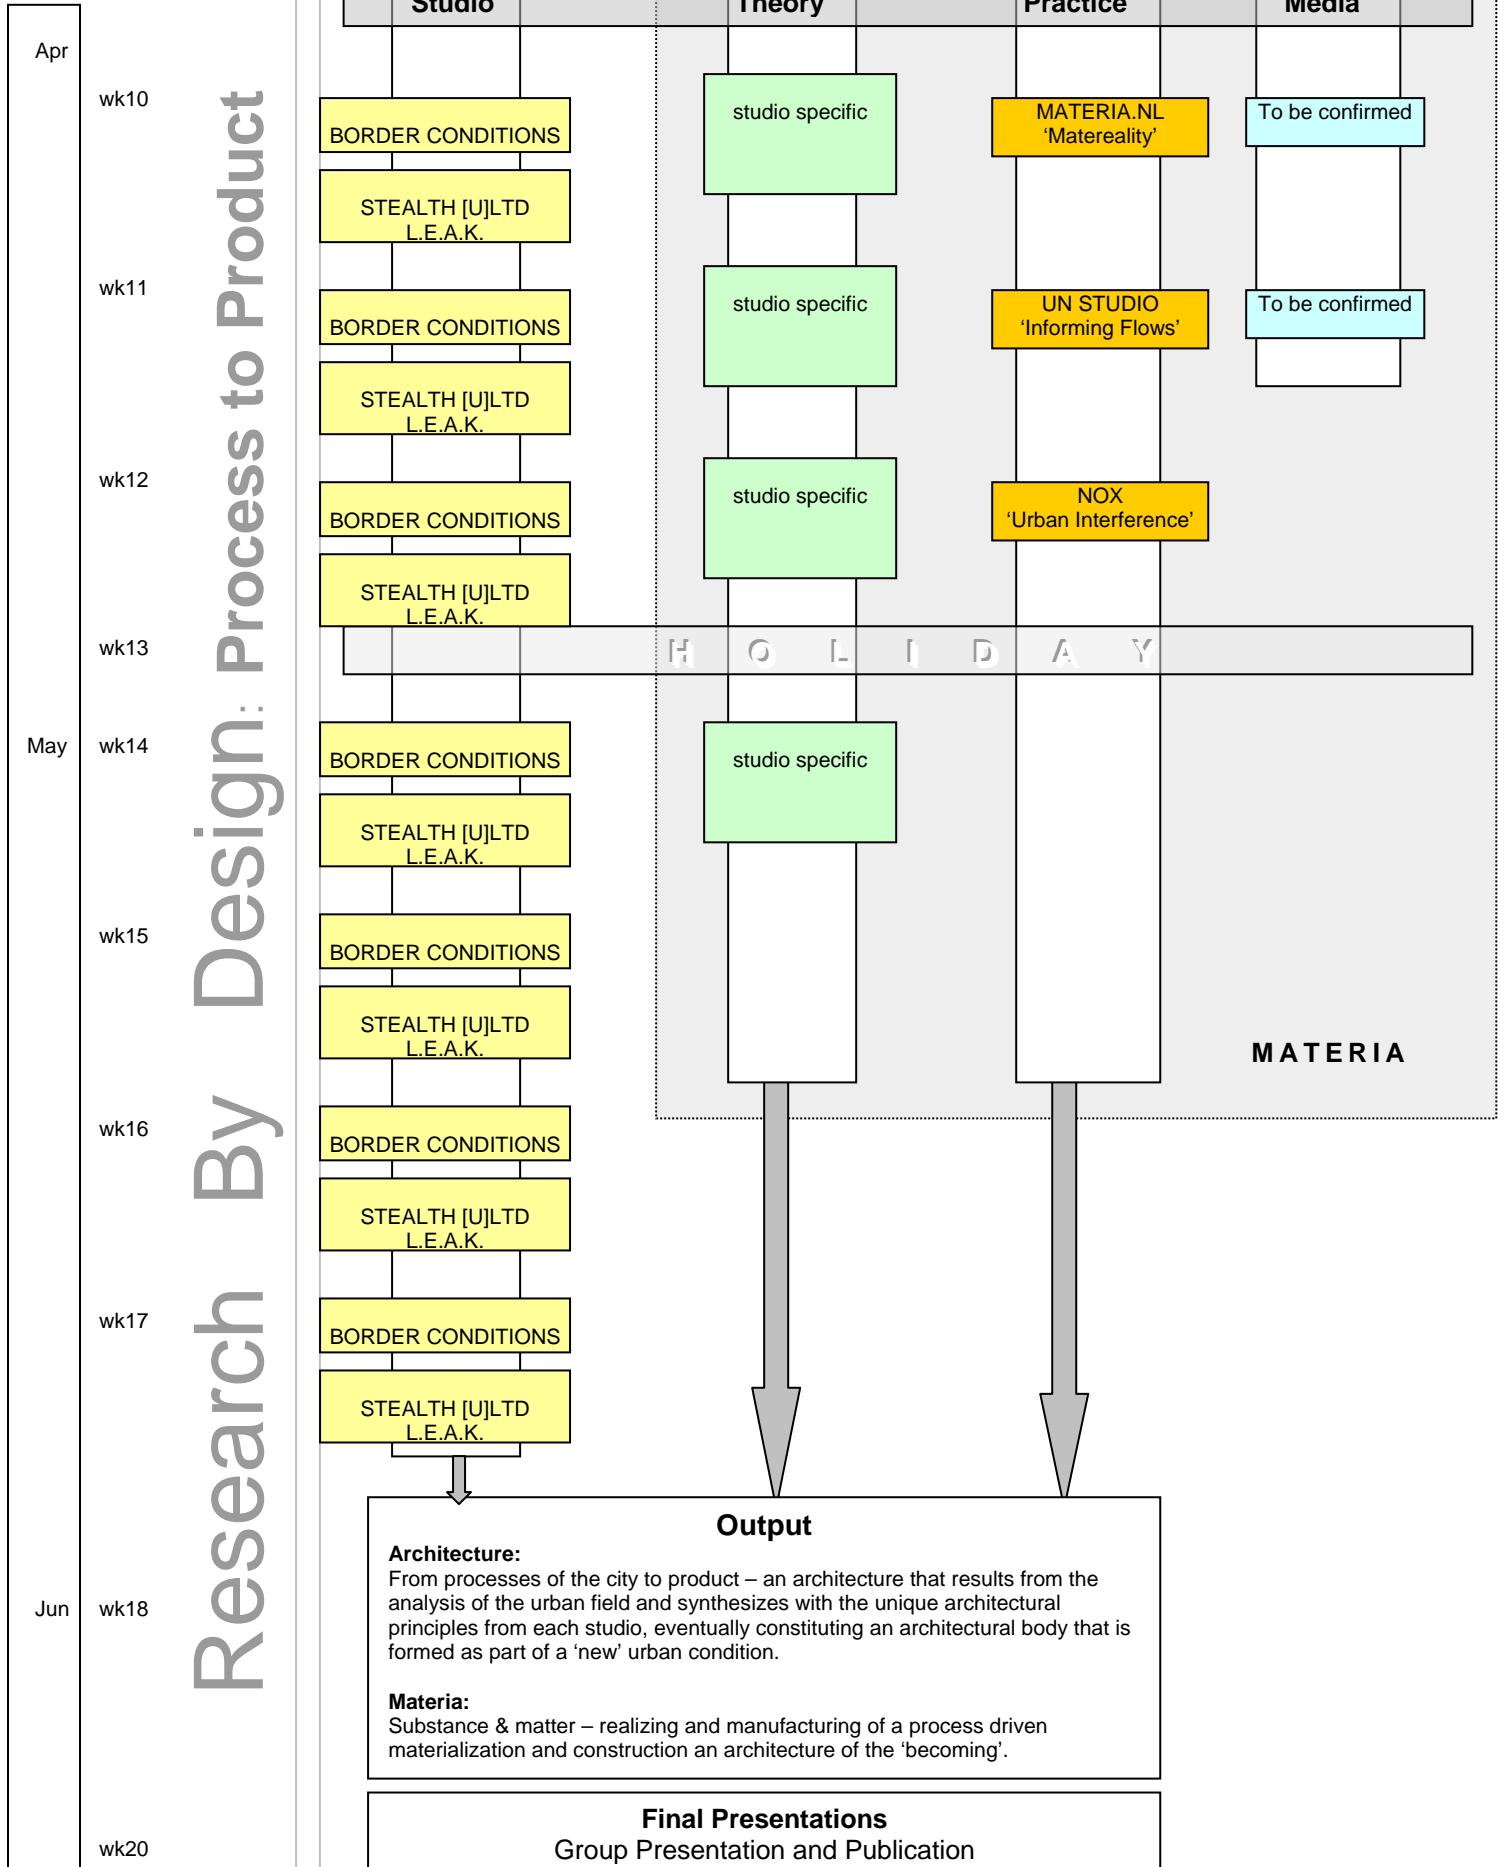 Studio Theory Practice Media
Apr
wk10
BORDER CONDITIONS
studio specific
MATERIA.NL
‘Matereality’
To be confirmed
STEALTH [U]LTD
L.E.A.K.
wk11
BORDER CONDITIONS
studio specific
UN STUDIO
‘Informing Flows’
To be confirmed
STEALTH [U]LTD
L.E.A.K.
wk12
BORDER CONDITIONS
studio specific
NOX
‘Urban Interference’
STEALTH [U]LTD
L.E.A.K.
wk13
H O L I D A Y
May
wk14
BORDER CONDITIONS
studio specific
STEALTH [U]LTD
L.E.A.K.
wk15
BORDER CONDITIONS
STEALTH [U]LTD
L.E.A.K.
MATERIA
wk16
BORDER CONDITIONS
STEALTH [U]LTD
L.E.A.K.
wk17
BORDER CONDITIONS
STEALTH [U]LTD
L.E.A.K.
Research By Design: Process to Product
Output
Architecture:
From processes of the city to product – an architecture that results from the
analysis of the urban field and synthesizes with the unique architectural
principles from each studio, eventually constituting an architectural body that is
formed as part of a ‘new’ urban condition.
Jun
wk18
Materia:
Substance & matter – realizing and manufacturing of a process driven
materialization and construction an architecture of the ‘becoming’.
Final Presentations
Group Presentation and Publication
wk20